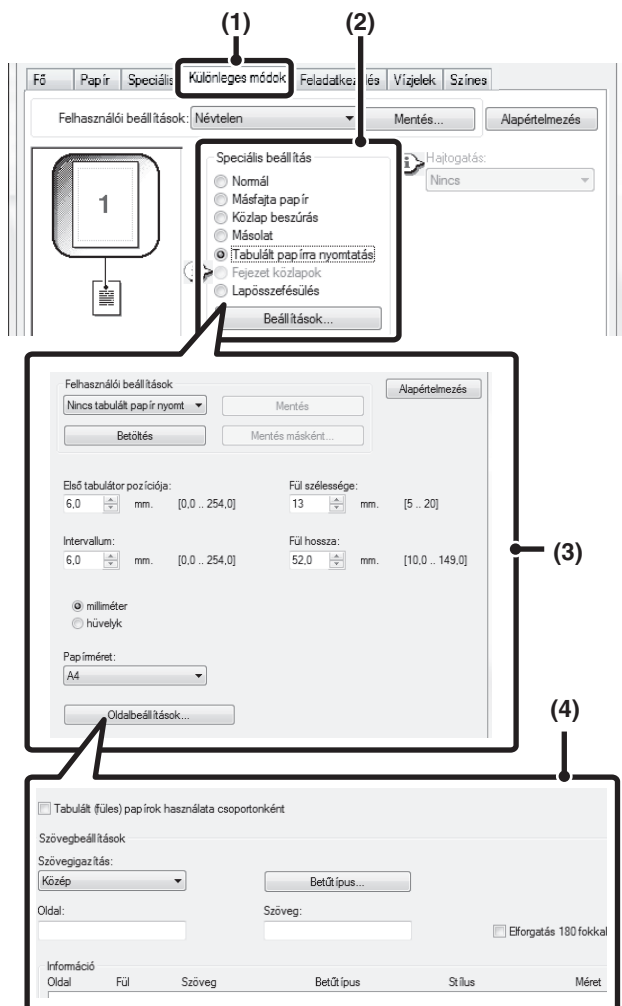 (1) (2)
Fő Papír Speciális Különleges módok Feladatkezelés Vízjelek Színes
Felhasználói beállítások: Névtelen Mentés... Alapértelmezés
Speciális beállítás
Hajtogatás:
Normál
Nincs
Másfajta papír
1
Közlap beszúrás
Másolat
Tabulált papírra nyomtatás
Fejezet közlapok
Lapösszefésülés
Beállítások...
Felhasználói beállítások
Alapértelmezés
Nincs tabulált papír nyomt Mentés
Betöltés Mentés másként...
Első tabulátor pozíciója: Fül szélessége:
6,0 mm. [0,0 .. 254,0] 13 mm. [5 .. 20]
Intervallum: Fül hossza:
6,0 mm. [0,0 .. 254,0] 52,0 mm. [10,0 .. 149,0]
(3)
milliméter
hüvelyk
Papírméret:
A4
Oldalbeállítások...
(4)
Tabulált (füles) papírok használata csoportonként
Szövegbeállítások
Szövegigazítás:
Közép Betűtípus...
Oldal: Szöveg:
Elforgatás 180 fokkal
Információ
Oldal Fül Szöveg Betűtípus Stílus Méret